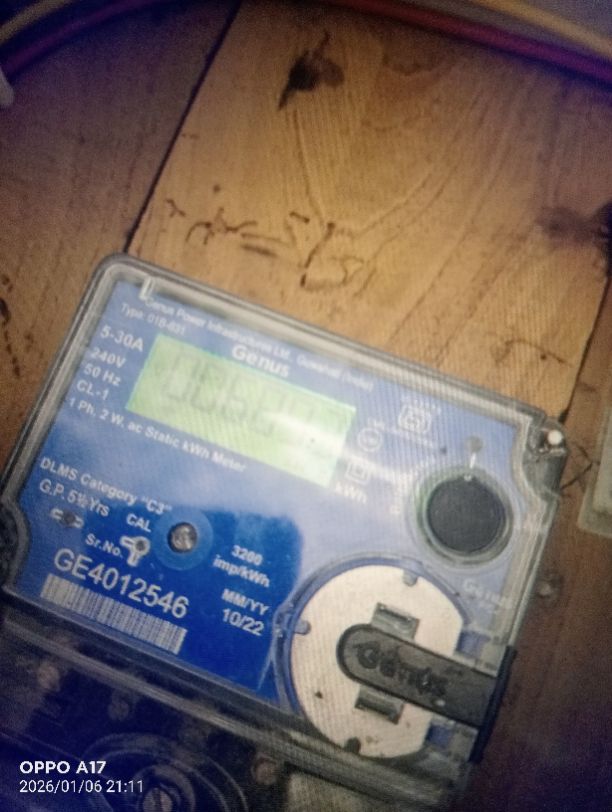 Genus Power Infrastructures Ltd., Guwahati (India)
Type: 01B-031
Genus
5-30A
240V
50 Hz
CL-1
1 Ph, 2 W, ac Static kWh Meter
kWh
DLMS Category "C3"
G.P. 5½ Yrs
CAL
Sr.No.
3200
imp/kWh
GE4012546
MM/YY
10/22
Genus
OPPO A17
2026/01/06 21:11